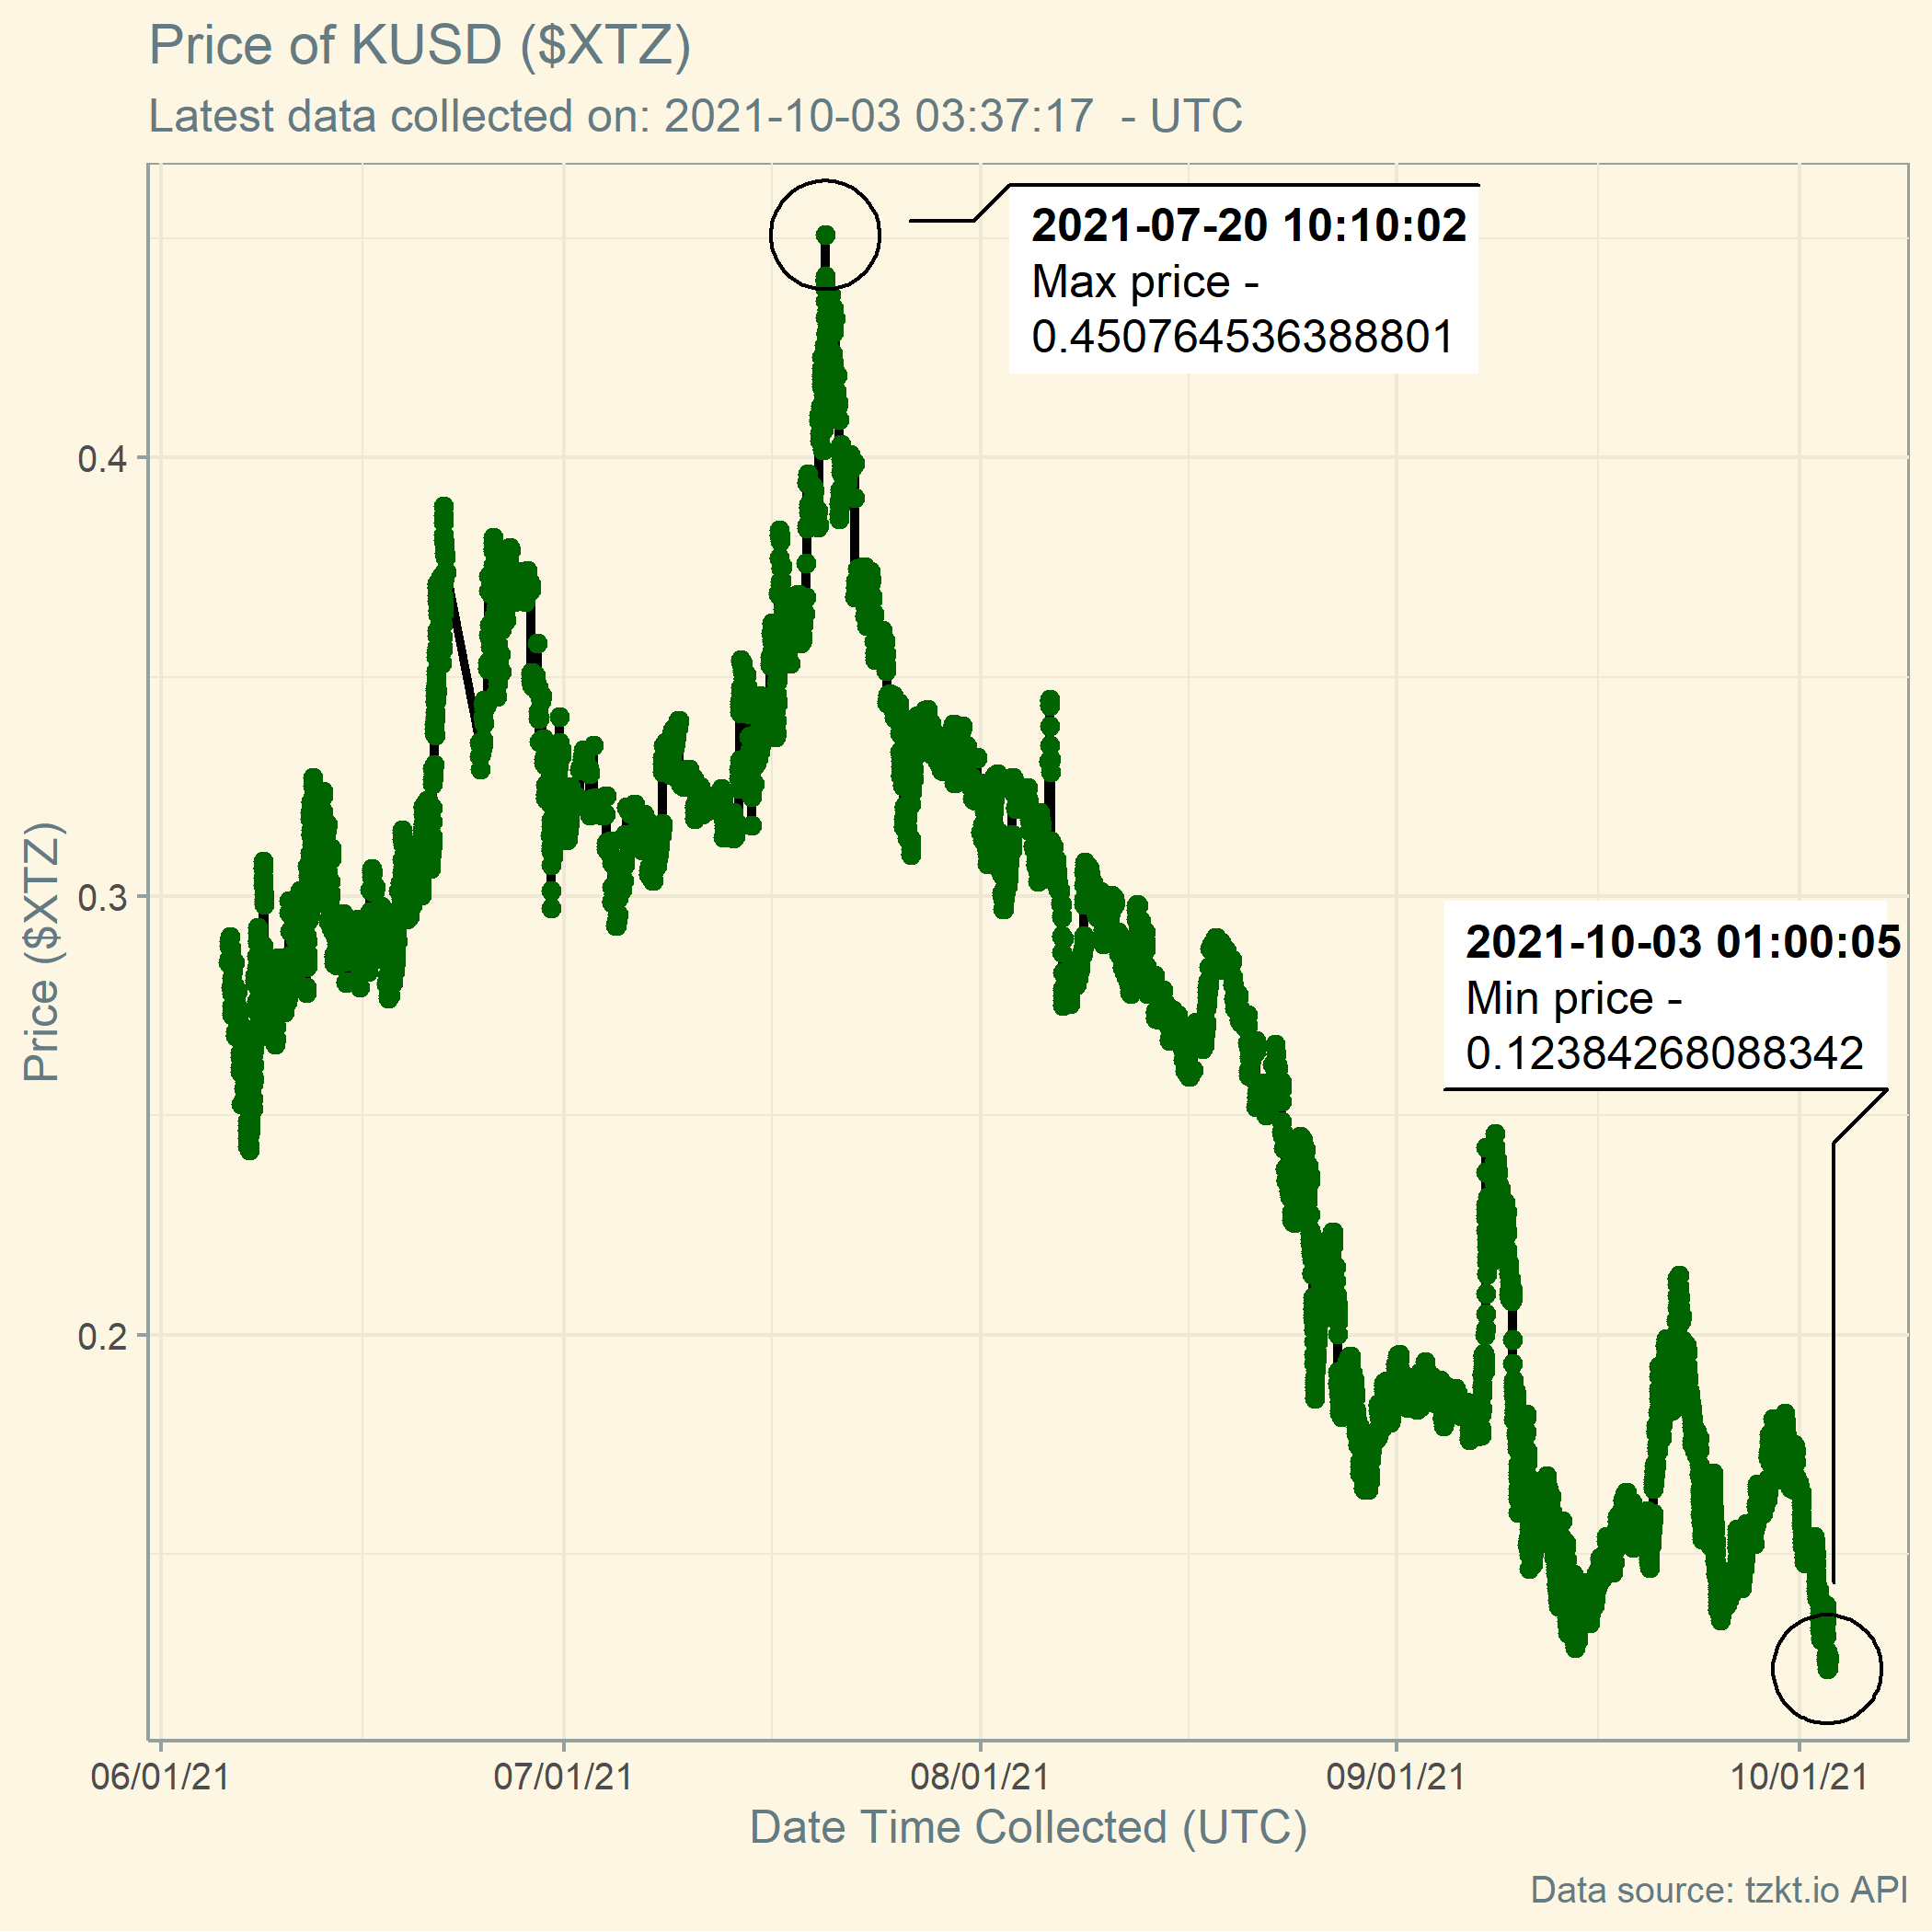 Price of KUSD ($XTZ)
Latest data collected on: 2021-10-03 03:37:17  - UTC
2021-07-20 10:10:02
Max price -
0.450764536388801
0.4
Price ($XTZ)
0.3
2021-10-03 01:00:05
Min price -
0.12384268088342
0.2
06/01/21
07/01/21
08/01/21
09/01/21
10/01/21
Date Time Collected (UTC)
Data source: tzkt.io API